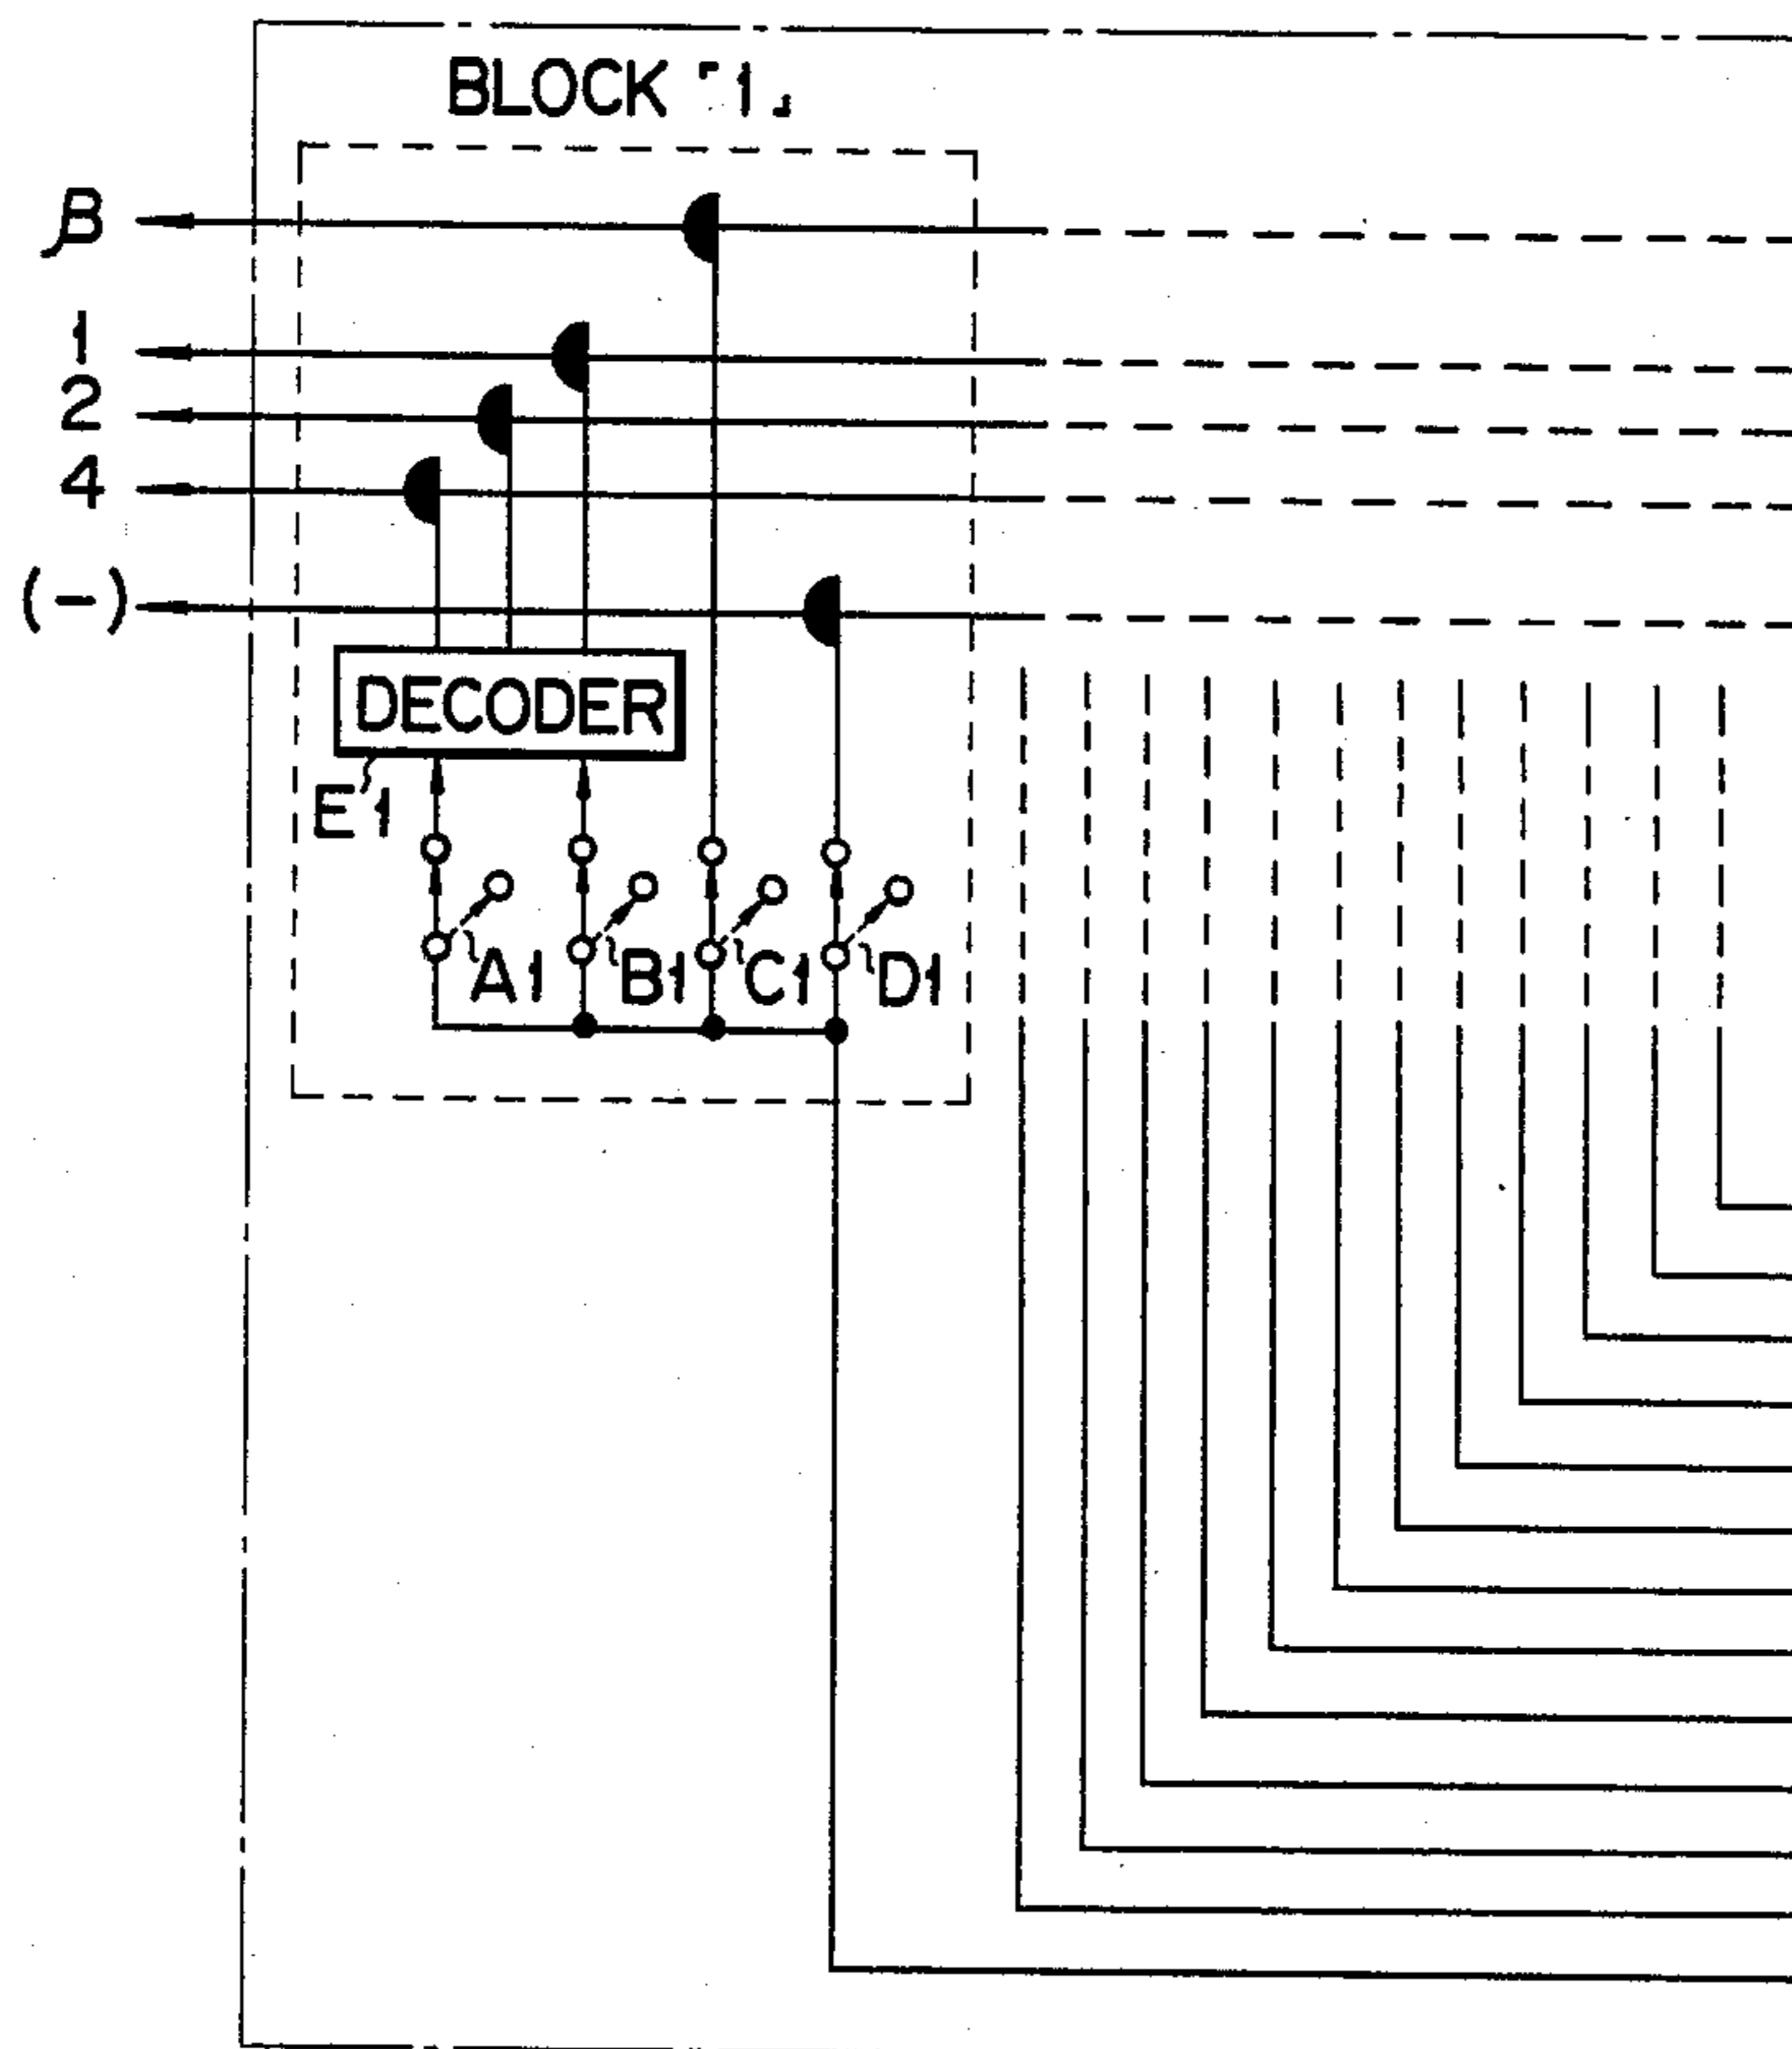 BLOCK「1」
β
1
2
4
(-)
DECODER
E1
A1 B1 C1 D1